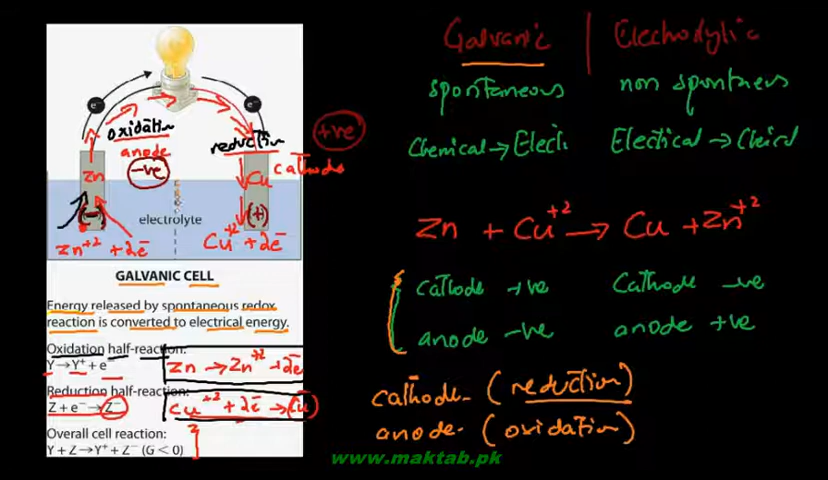 Galvanic | Electrolytic
spontaneous non spontaneous
Chemical → Elect
Electrical →
oxidation
anode
-ve
reduction
cathode
+ve
e⁻ e⁻
Zn
Cu
(-)
(+)
electrolyte
Zn⁺² + 2e⁻
Cu⁺² + 2e⁻
Zn + Cu⁺² → Cu + Zn⁺²
GALVANIC CELL
Energy released by spontaneous redox
reaction is converted to electrical energy.
Oxidation half-reaction:
Y→Y⁺ + e⁻
Zn → Zn⁺² + 2e⁻
Reduction half-reaction:
Z + e⁻→Z⁻
Cu⁺² + 2e⁻ → Cu
Overall cell reaction:
Y + Z→Y⁺ + Z⁻ (G < 0)
cathode +ve Cathode -ve
anode -ve anode +ve
cathode - (reduction)
anode - (oxidation)
www.maktab.pk